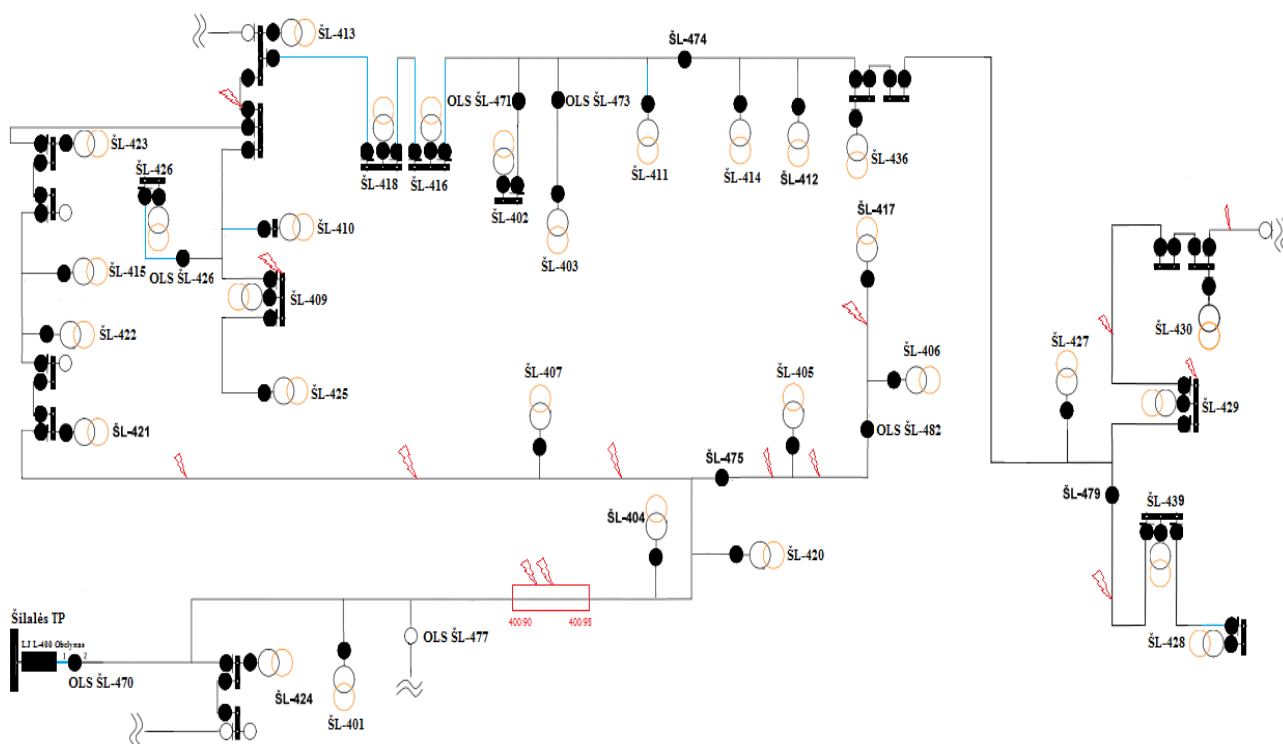 ŠL-413
ŠL-474
ŠL-423
ŠL-426
OLS ŠL-471
OLS ŠL-473
ŠL-418
ŠL-416
ŠL-402
ŠL-411
ŠL-414
ŠL-412
ŠL-436
ŠL-403
ŠL-417
ŠL-410
ŠL-415
OLS ŠL-426
ŠL-409
ŠL-422
ŠL-425
ŠL-421
ŠL-407
ŠL-405
ŠL-406
OLS ŠL-482
ŠL-475
ŠL-430
ŠL-427
ŠL-429
ŠL-479
ŠL-439
ŠL-404
ŠL-420
400.90
400.98
Šilalės TP
LJ L-400 Obelynas
1
2
OLS ŠL-470
OLS ŠL-477
ŠL-428
ŠL-424
ŠL-401